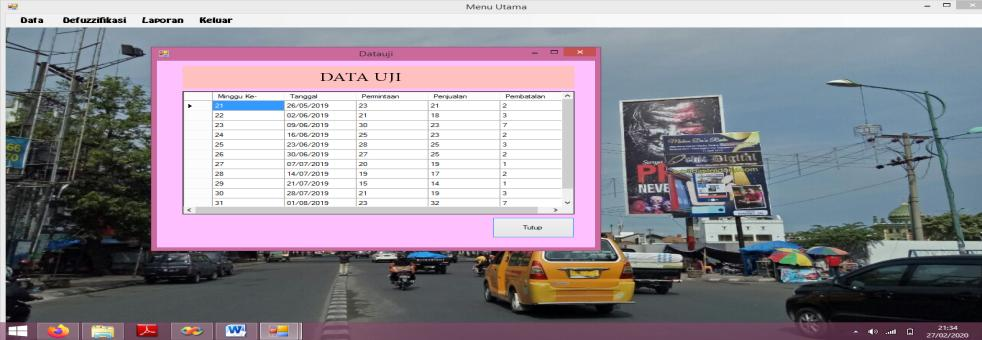 Menu Utama
Data Defuzzifikasi Laporan Keluar
Datauji
DATA UJI
Minggu Ke- Tanggal Permintaan Penjualan Pembatalan
21 26/05/2019 23 21 2
22 02/06/2019 21 18 3
23 09/06/2019 30 23 7
24 16/06/2019 25 23 2
25 23/06/2019 28 25 3
26 30/06/2019 27 25 2
27 07/07/2019 20 19 1
28 14/07/2019 19 17 2
29 21/07/2019 15 14 1
30 28/07/2019 21 19 3
31 01/08/2019 23 32 7
Tutup
NEVE
Digital
21:34
27/02/2020